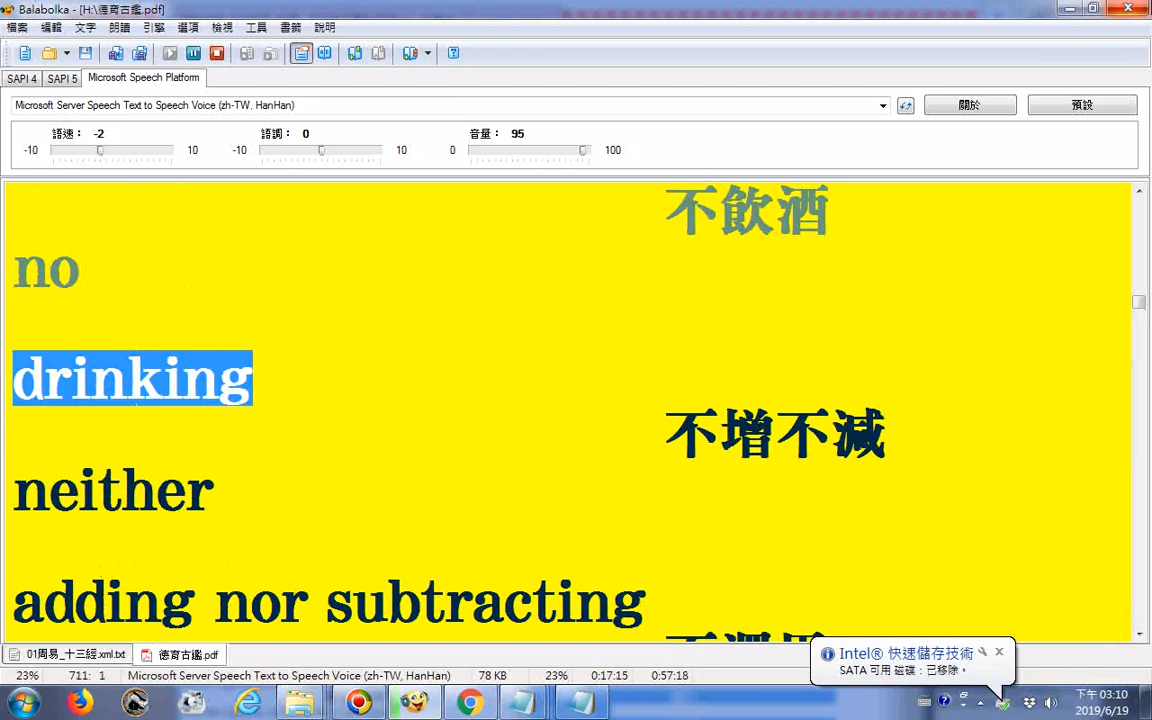 Balabolka - [H:\德育古鑑.pdf]
檔案 編輯 文字 朗讀 引擎 選項 檢視 工具 書籤 說明
SAPI 4 SAPI 5 Microsoft Speech Platform
Microsoft Server Speech Text to Speech Voice (zh-TW, HanHan) 關於 預設
語速： -2 語調： 0 音量： 95
-10 10 -10 10 0 100
不飲酒
no
drinking
不增不減
neither
adding nor subtracting
Intel® 快速儲存技術
SATA 可用 磁碟：已移除。
01周易_十三經.xml.txt 德育古鑑.pdf
23% 711: 1 Microsoft Server Speech Text to Speech Voice (zh-TW, HanHan) 78 KB 23% 0:17:15 0:57:18
下午 03:10
2019/6/19